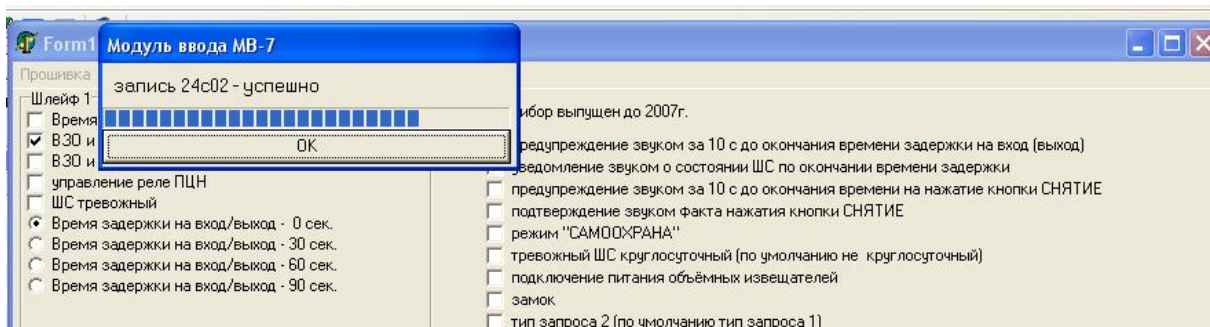 Form1
Модуль ввода МВ-7
Прошивка
запись 24с02 - успешно
OK
Шлейф 1
Время
ВЗО и
ВЗО и
управление реле ПЦН
ШС тревожный
Время задержки на вход/выход - 0 сек.
Время задержки на вход/выход - 30 сек.
Время задержки на вход/выход - 60 сек.
Время задержки на вход/выход - 90 сек.
ибор выпущен до 2007г.
редупреждение звуком за 10 с до окончания времени задержки на вход (выход)
уведомление звуком о состоянии ШС по окончании времени задержки
предупреждение звуком за 10 с до окончания времени на нажатие кнопки СНЯТИЕ
подтверждение звуком факта нажатия кнопки СНЯТИЕ
режим "САМООХРАНА"
тревожный ШС круглосуточный (по умолчанию не круглосуточный)
подключение питания объёмных извещателей
замок
тип запроса 2 (по умолчанию тип запроса 1)